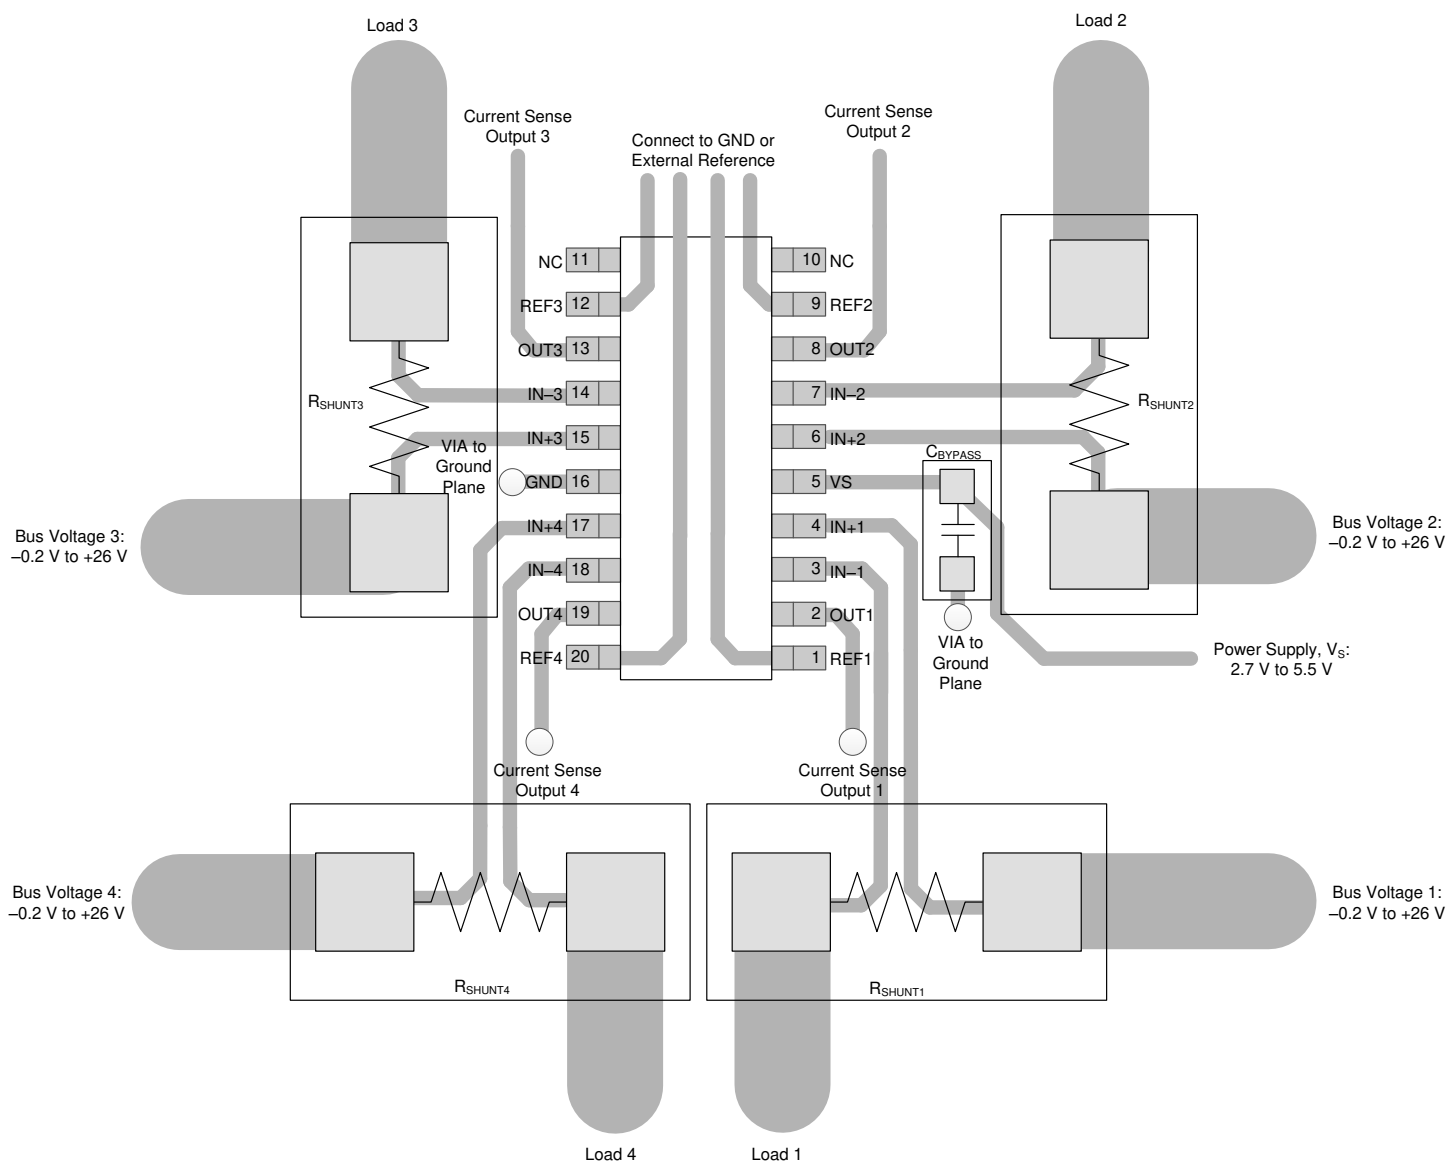 Load 3
Load 2
Current Sense
Output 3
Connect to GND or
External Reference
Current Sense
Output 2
NC 11
10 NC
REF3 12
9 REF2
OUT3 13
8 OUT2
IN–3 14
7 IN–2
IN+3 15
6 IN+2
GND 16
5 VS
IN+4 17
4 IN+1
IN–4 18
3 IN–1
OUT4 19
2 OUT1
REF4 20
1 REF1
RSHUNT3
RSHUNT2
VIA to
Ground
Plane
CBYPASS
Bus Voltage 3:
–0.2 V to +26 V
Bus Voltage 2:
–0.2 V to +26 V
VIA to
Ground
Plane
Power Supply, VS:
2.7 V to 5.5 V
Current Sense
Output 4
Current Sense
Output 1
Bus Voltage 4:
–0.2 V to +26 V
Bus Voltage 1:
–0.2 V to +26 V
RSHUNT4
RSHUNT1
Load 4
Load 1